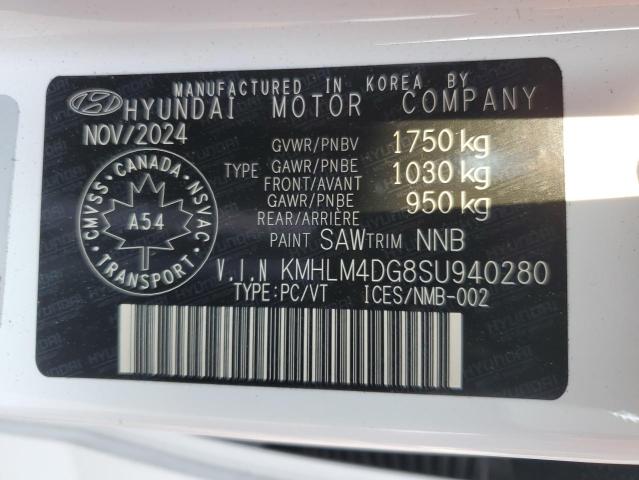 MANUFACTURED IN KOREA BY
HYUNDAI MOTOR COMPANY
NOV/2024
GVWR/PNBV 1750 kg
TYPE GAWR/PNBE
FRONT/AVANT 1030 kg
GAWR/PNBE
REAR/ARRIÈRE 950 kg
CANADA
CMVSS NSVAC
A54
TRANSPORT
PAINT SAW TRIM NNB
V.I.N KMHLM4DG8SU940280
TYPE:PC/VT ICES/NMB-002